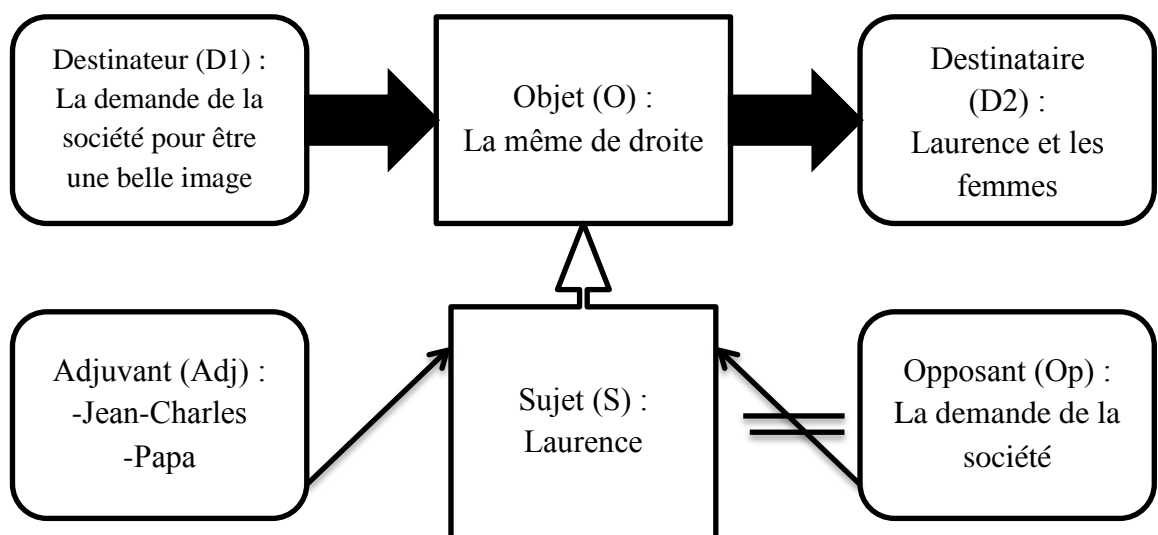 Destinateur (D1) :
La demande de la
société pour être
une belle image
Objet (O) :
La même de droite
Destinataire
(D2) :
Laurence et les
femmes
Adjuvant (Adj) :
-Jean-Charles
-Papa
Sujet (S) :
Laurence
Opposant (Op) :
La demande de la
société